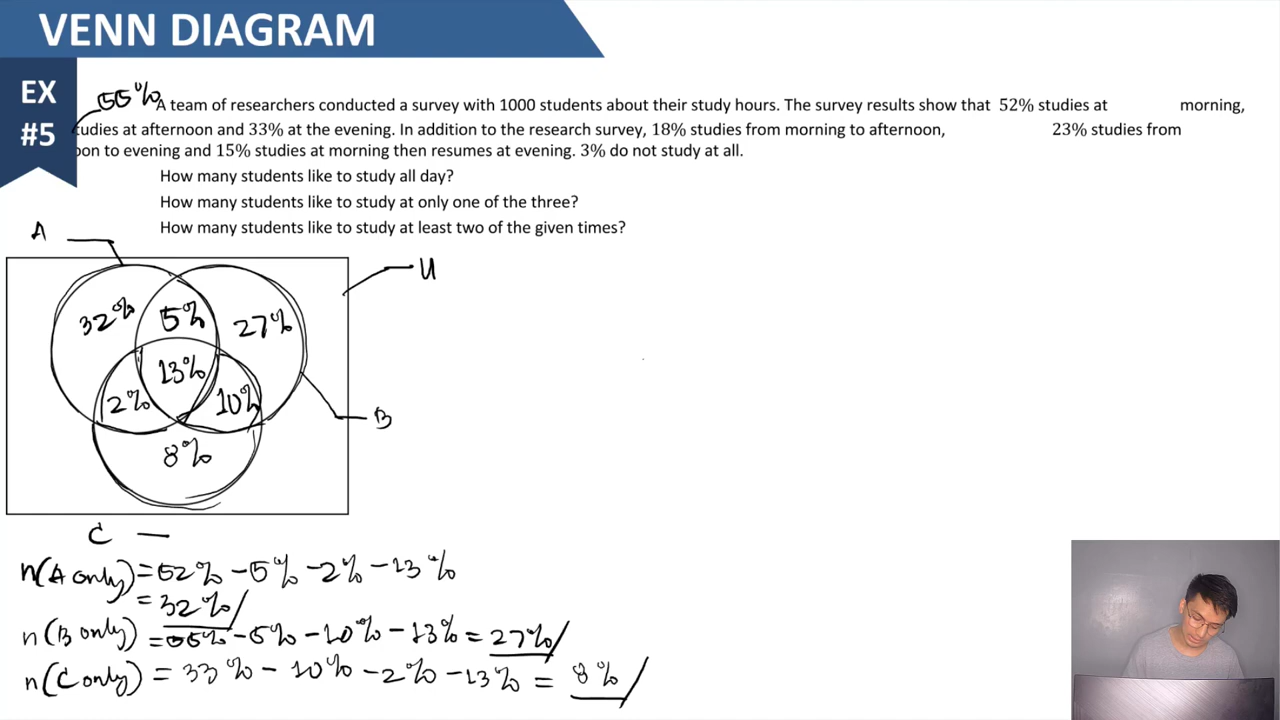 VENN DIAGRAM
EX
#5
55%
A team of researchers conducted a survey with 1000 students about their study hours. The survey results show that 52% studies at morning,
tudies at afternoon and 33% at the evening. In addition to the research survey, 18% studies from morning to afternoon, 23% studies from
oon to evening and 15% studies at morning then resumes at evening. 3% do not study at all.
How many students like to study all day?
How many students like to study at only one of the three?
How many students like to study at least two of the given times?
A
U
32% 5% 27%
13%
2% 10%
B
8%
C
n(A only) = 52% - 5% - 2% - 13%
= 32%
n(B only) = 55% - 5% - 10% - 13% = 27%
n(C only) = 33% - 10% - 2% - 13% = 8%